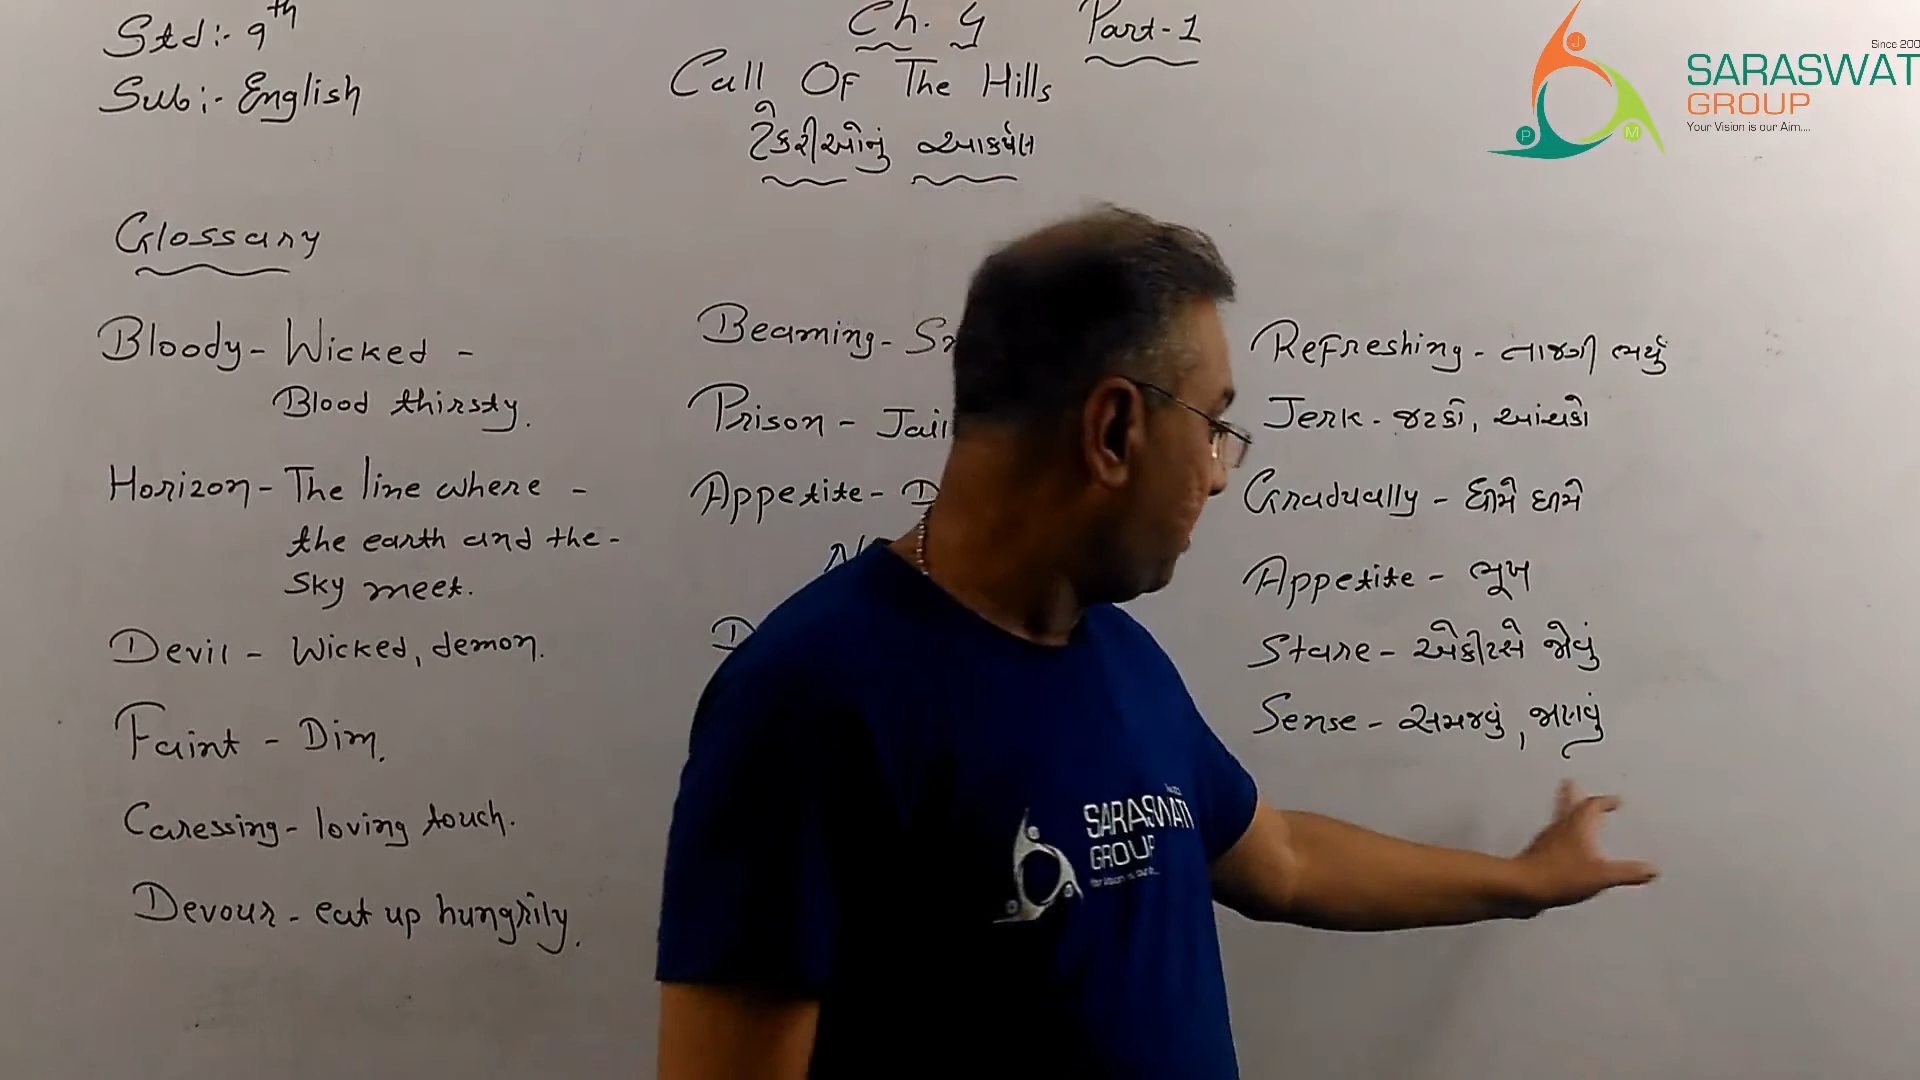 Std:- 9th
Sub:- English
Ch. 4 Part-1
Call Of The Hills
ટેકરીઓનું આકર્ષણ
Since 200
SARASWAT
GROUP
Your Vision is our Aim....
J
P
M
Glossary
Bloody - Wicked -
Blood thirsty.
Horizon - The line where -
the earth and the -
sky meet.
Devil - Wicked, demon.
Faint - Dim.
Caressing - loving touch.
Devour - eat up hungrily.
Beaming -
Prison - Jail
Appetite -
Refreshing - તાજગી ભર્યું
Jerk - જટકો, આંચકો
Gradually - ધીમે ધીમે
Appetite - ભૂખ
Stare - એકીટસે જોવું
Sense - સમજવું, જાણવું
SARASWATI
GROUP